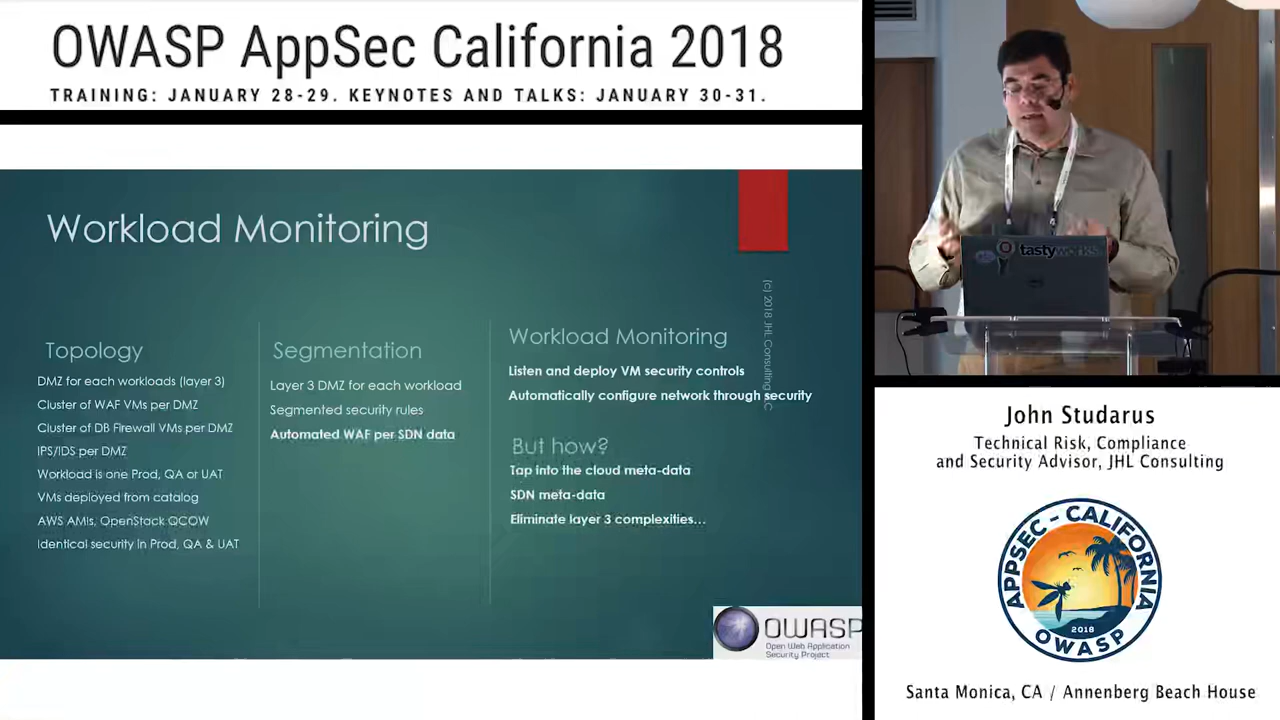 OWASP AppSec California 2018
TRAINING: JANUARY 28-29. KEYNOTES AND TALKS: JANUARY 30-31.
Workload Monitoring
(c) 2018 JHL Consulting LLC
Topology
DMZ for each workloads (layer 3)
Cluster of WAF VMs per DMZ
Cluster of DB Firewall VMs per DMZ
IPS/IDS per DMZ
Workload is one Prod, QA or UAT
VMs deployed from catalog
AWS AMIs, OpenStack QCOW
Identical security in Prod, QA & UAT
Segmentation
Layer 3 DMZ for each workload
Segmented security rules
Automated WAF per SDN data
Workload Monitoring
Listen and deploy VM security controls
Automatically configure network through security
But how?
Tap into the cloud meta-data
SDN meta-data
Eliminate layer 3 complexities...
OWASP
Open Web Application
Security Project
tastyworks
John Studarus
Technical Risk, Compliance
and Security Advisor, JHL Consulting
APPSEC - CALIFORNIA
2018
OWASP
Santa Monica, CA / Annenberg Beach House